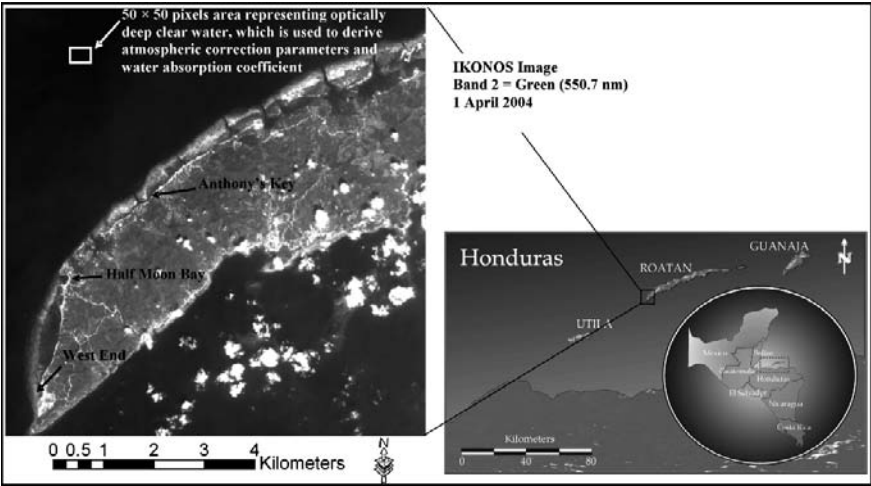 50 × 50 pixels area representing optically
deep clear water, which is used to derive
atmospheric correction parameters and
water absorption coefficient
IKONOS Image
Band 2 = Green (550.7 nm)
1 April 2004
Anthony's Key
Half Moon Bay
West End
0 0.5 1 2 3 4
Kilometers
N
Honduras
GUANAJA
N
ROATAN
UTILA
Mexico
Belize
Guatemala
Honduras
El Salvador
Nicaragua
Costa Rica
Kilometers
0 40 80